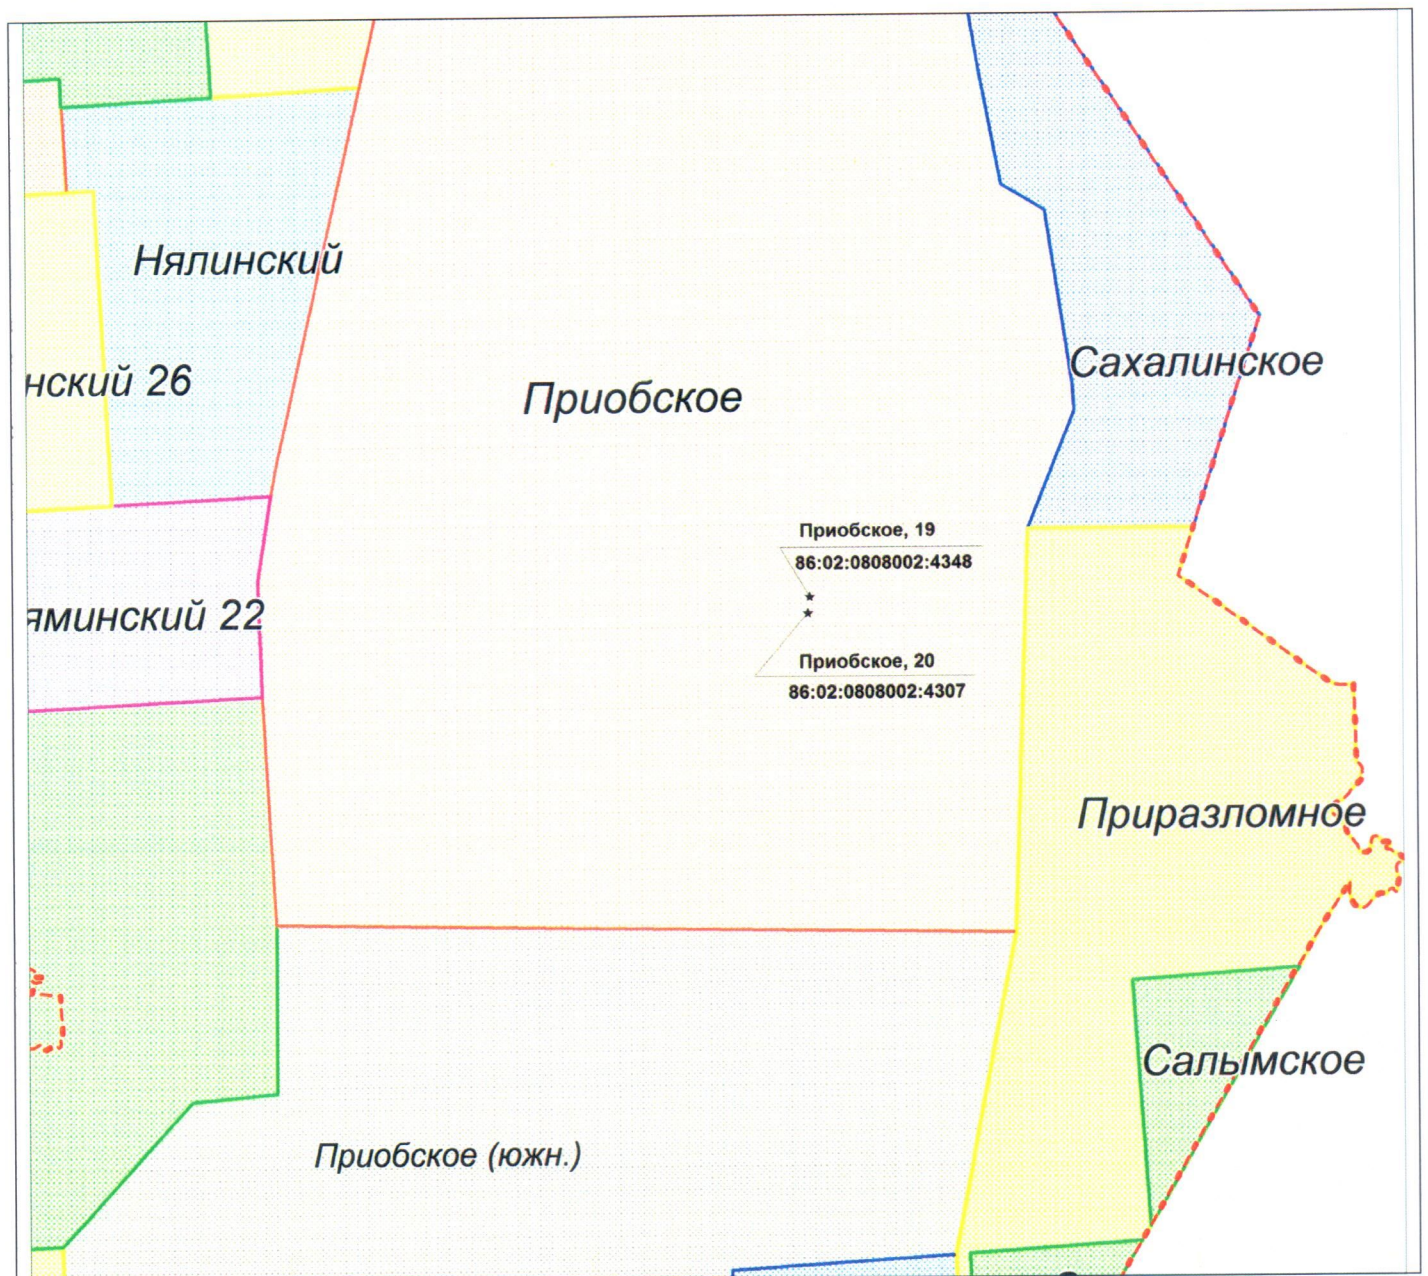 Нялинский
Сахалинское
нский 26
Приобское
Приобское, 19
86:02:0808002:4348
яминский 22
Приобское, 20
86:02:0808002:4307
Приразломное
Салымское
Приобское (южн.)